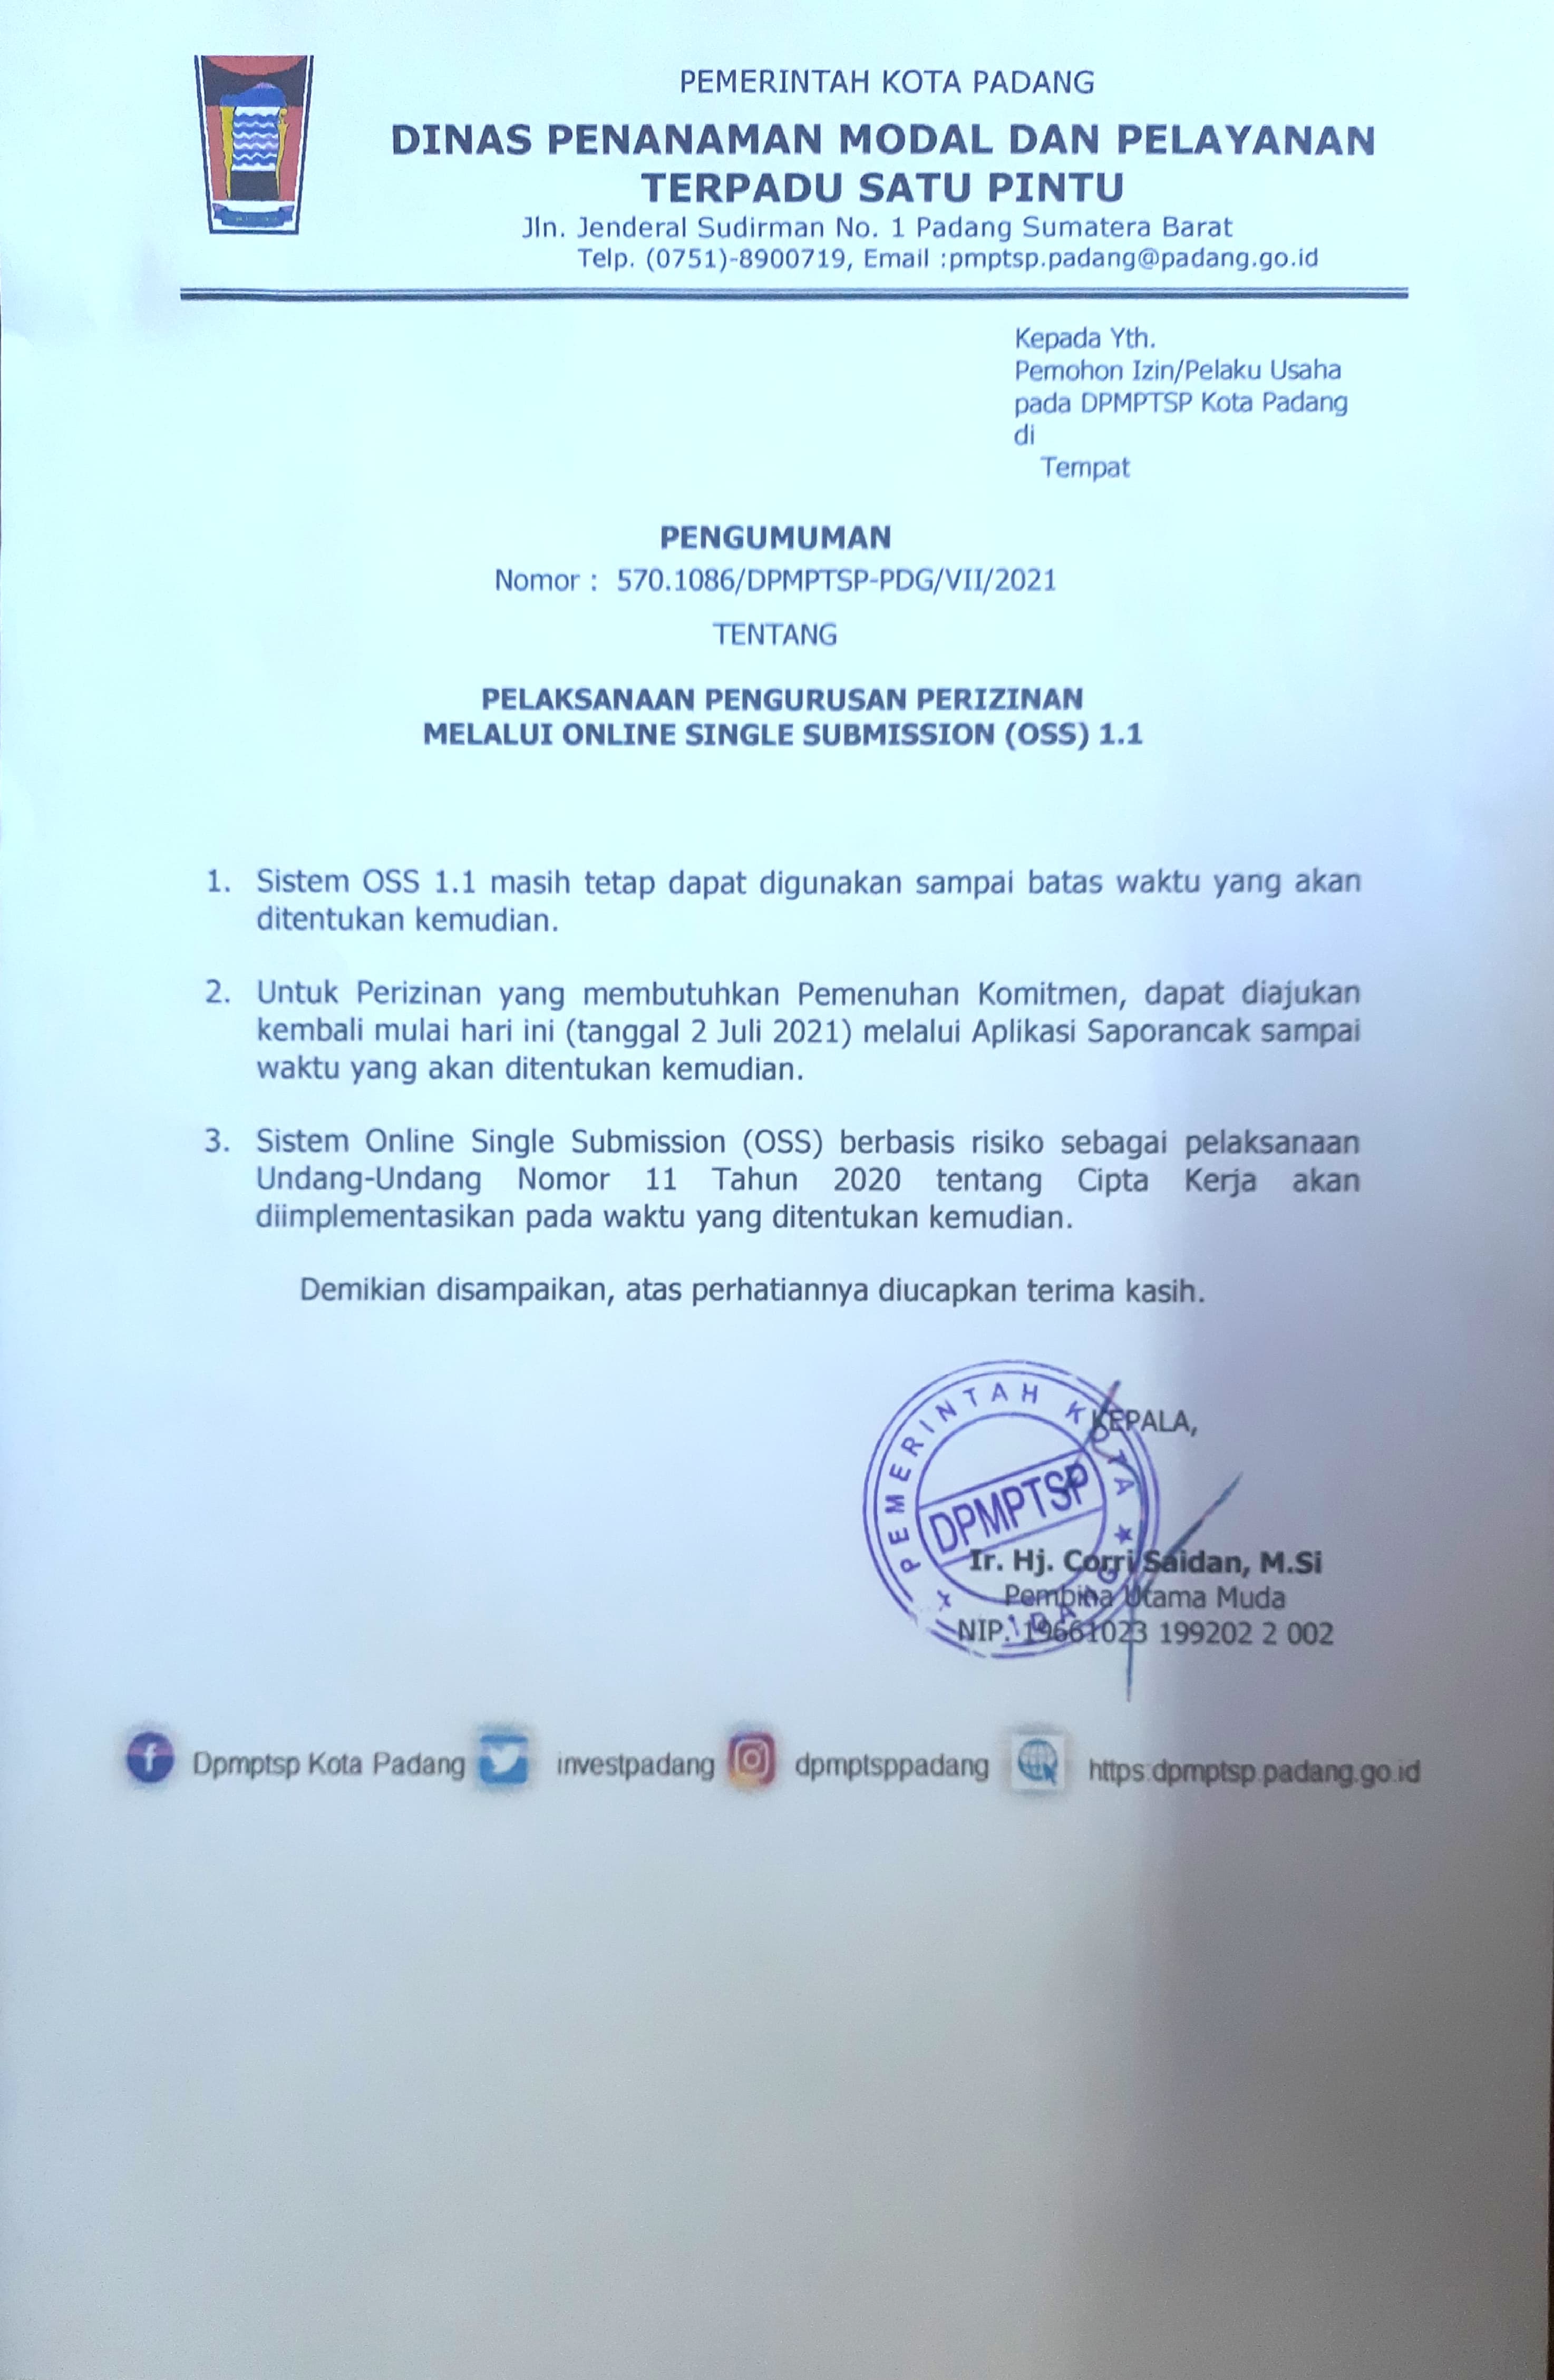 PEMERINTAH KOTA PADANG
DINAS PENANAMAN MODAL DAN PELAYANAN
TERPADU SATU PINTU
Jln. Jenderal Sudirman No. 1 Padang Sumatera Barat
Telp. (0751)-8900719, Email :pmptsp.padang@padang.go.id
Kepada Yth.
Pemohon Izin/Pelaku Usaha
pada DPMPTSP Kota Padang
di
Tempat
PENGUMUMAN
Nomor : 570.1086/DPMPTSP-PDG/VII/2021
TENTANG
PELAKSANAAN PENGURUSAN PERIZINAN
MELALUI ONLINE SINGLE SUBMISSION (OSS) 1.1
1. Sistem OSS 1.1 masih tetap dapat digunakan sampai batas waktu yang akan
ditentukan kemudian.
2. Untuk Perizinan yang membutuhkan Pemenuhan Komitmen, dapat diajukan
kembali mulai hari ini (tanggal 2 Juli 2021) melalui Aplikasi Saporancak sampai
waktu yang akan ditentukan kemudian.
3. Sistem Online Single Submission (OSS) berbasis risiko sebagai pelaksanaan
Undang-Undang Nomor 11 Tahun 2020 tentang Cipta Kerja akan
diimplementasikan pada waktu yang ditentukan kemudian.
Demikian disampaikan, atas perhatiannya diucapkan terima kasih.
KEPALA,
PEMERINTAH KOTA
DPMPTSP
Ir. Hj. Corri Saidan, M.Si
Pembina Utama Muda
NIP. 19661023 199202 2 002
Dpmptsp Kota Padang investpadang dpmptsppadang https:dpmptsp.padang.go.id